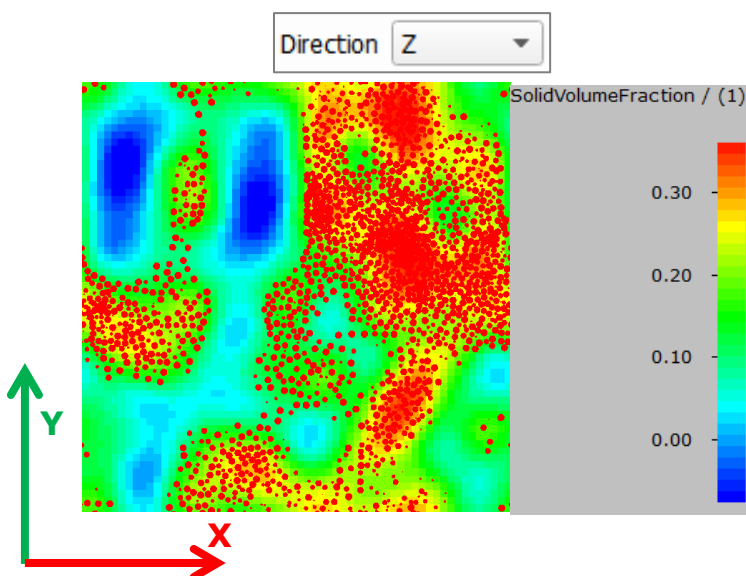 Direction Z
SolidVolumeFraction / (1)
0.30
0.20
0.10
0.00
Y
X